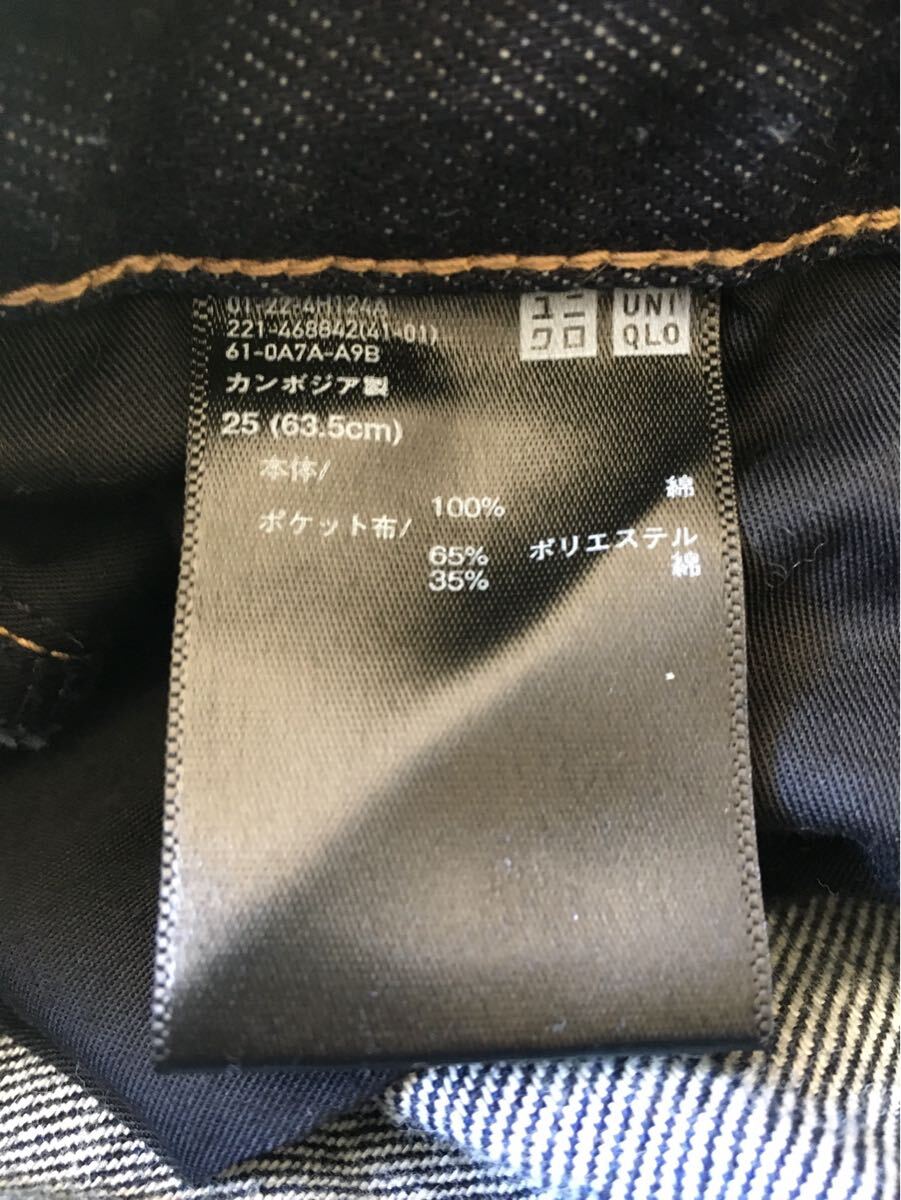 01-22-4H124A
221-468842(41-01)
61-0A7A-A9B
カンボジア製
25 (63.5cm)
本体/
100% 綿
ポケット布/
65% ポリエステル
35% 綿
ユニ
クロ
UNI
QLO